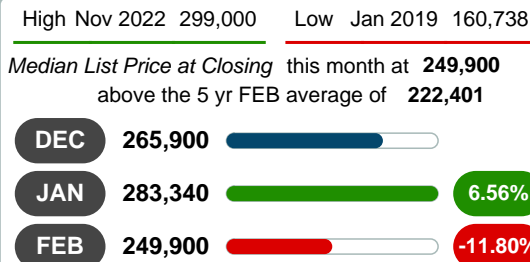 High Nov 2022 299,000 Low Jan 2019 160,738
Median List Price at Closing this month at 249,900
above the 5 yr FEB average of 222,401
DEC 265,900
JAN 283,340 6.56%
FEB 249,900 -11.80%